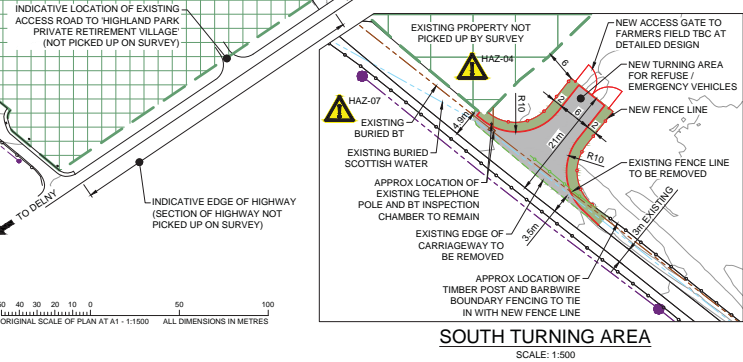 INDICATIVE LOCATION OF EXISTING
ACCESS ROAD TO 'HIGHLAND PARK
PRIVATE RETIREMENT VILLAGE'
(NOT PICKED UP ON SURVEY)
TO DELNY
INDICATIVE EDGE OF HIGHWAY
(SECTION OF HIGHWAY NOT
PICKED UP ON SURVEY)
40 30 20 10 0 50 100
ORIGINAL SCALE OF PLAN AT A1 - 1:1500 ALL DIMENSIONS IN METRES
EXISTING PROPERTY NOT
PICKED UP BY SURVEY
HAZ-04
HAZ-07
NEW ACCESS GATE TO
FARMERS FIELD TBC AT
DETAILED DESIGN
NEW TURNING AREA
FOR REFUSE /
EMERGENCY VEHICLES
NEW FENCE LINE
EXISTING FENCE LINE
TO BE REMOVED
6
2
6
2
R10
R10
21m
4.9m
3.5m
3m EXISTING
EXISTING
BURIED BT
EXISTING BURIED
SCOTTISH WATER
APPROX LOCATION OF
EXISTING TELEPHONE
POLE AND BT INSPECTION
CHAMBER TO REMAIN
EXISTING EDGE OF
CARRIAGEWAY TO
BE REMOVED
APPROX LOCATION OF
TIMBER POST AND BARBWIRE
BOUNDARY FENCING TO TIE
IN WITH NEW FENCE LINE
SOUTH TURNING AREA
SCALE: 1:500